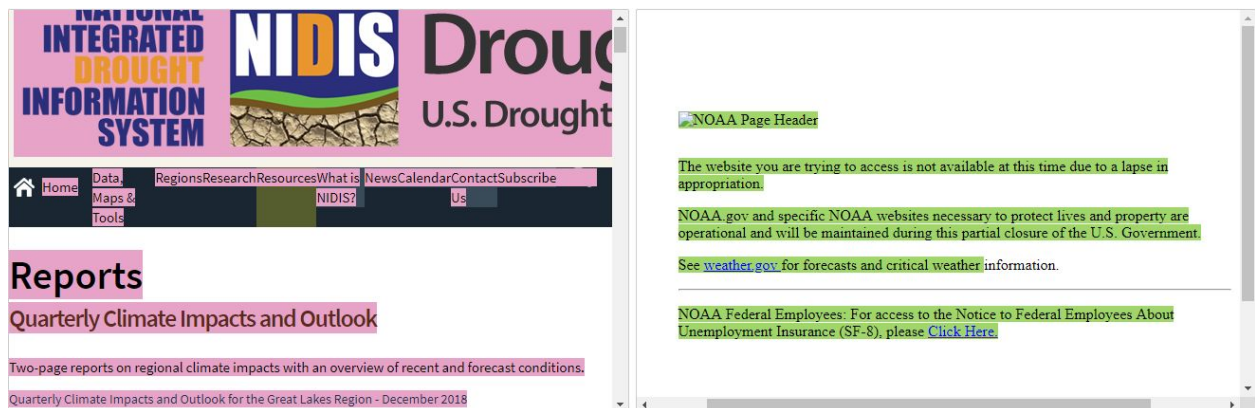 NATIONAL
INTEGRATED
DROUGHT
INFORMATION
SYSTEM
NIDIS
U.S. Drought
Home
Data,
Maps &
Tools
Regions
Research
Resources
What is
NIDIS?
News
Calendar
Contact
Us
Subscribe
Reports
Quarterly Climate Impacts and Outlook
Two-page reports on regional climate impacts with an overview of recent and forecast conditions.
Quarterly Climate Impacts and Outlook for the Great Lakes Region - December 2018
NOAA Page Header
The website you are trying to access is not available at this time due to a lapse in
appropriation.
NOAA.gov and specific NOAA websites necessary to protect lives and property are
operational and will be maintained during this partial closure of the U.S. Government.
See weather.gov for forecasts and critical weather information.
NOAA Federal Employees: For access to the Notice to Federal Employees About
Unemployment Insurance (SF-8), please Click Here.